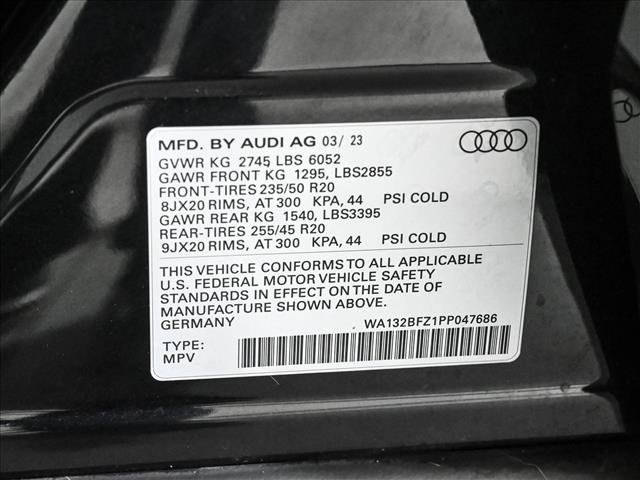 MFD. BY AUDI AG 03/ 23
GVWR KG 2745 LBS 6052
GAWR FRONT KG 1295, LBS2855
FRONT-TIRES 235/50 R20
8JX20 RIMS, AT 300 KPA, 44 PSI COLD
GAWR REAR KG 1540, LBS3395
REAR-TIRES 255/45 R20
9JX20 RIMS, AT 300 KPA, 44 PSI COLD
THIS VEHICLE CONFORMS TO ALL APPLICABLE
U.S. FEDERAL MOTOR VEHICLE SAFETY
STANDARDS IN EFFECT ON THE DATE OF
MANUFACTURE SHOWN ABOVE.
GERMANY WA132BFZ1PP047686
TYPE:
MPV